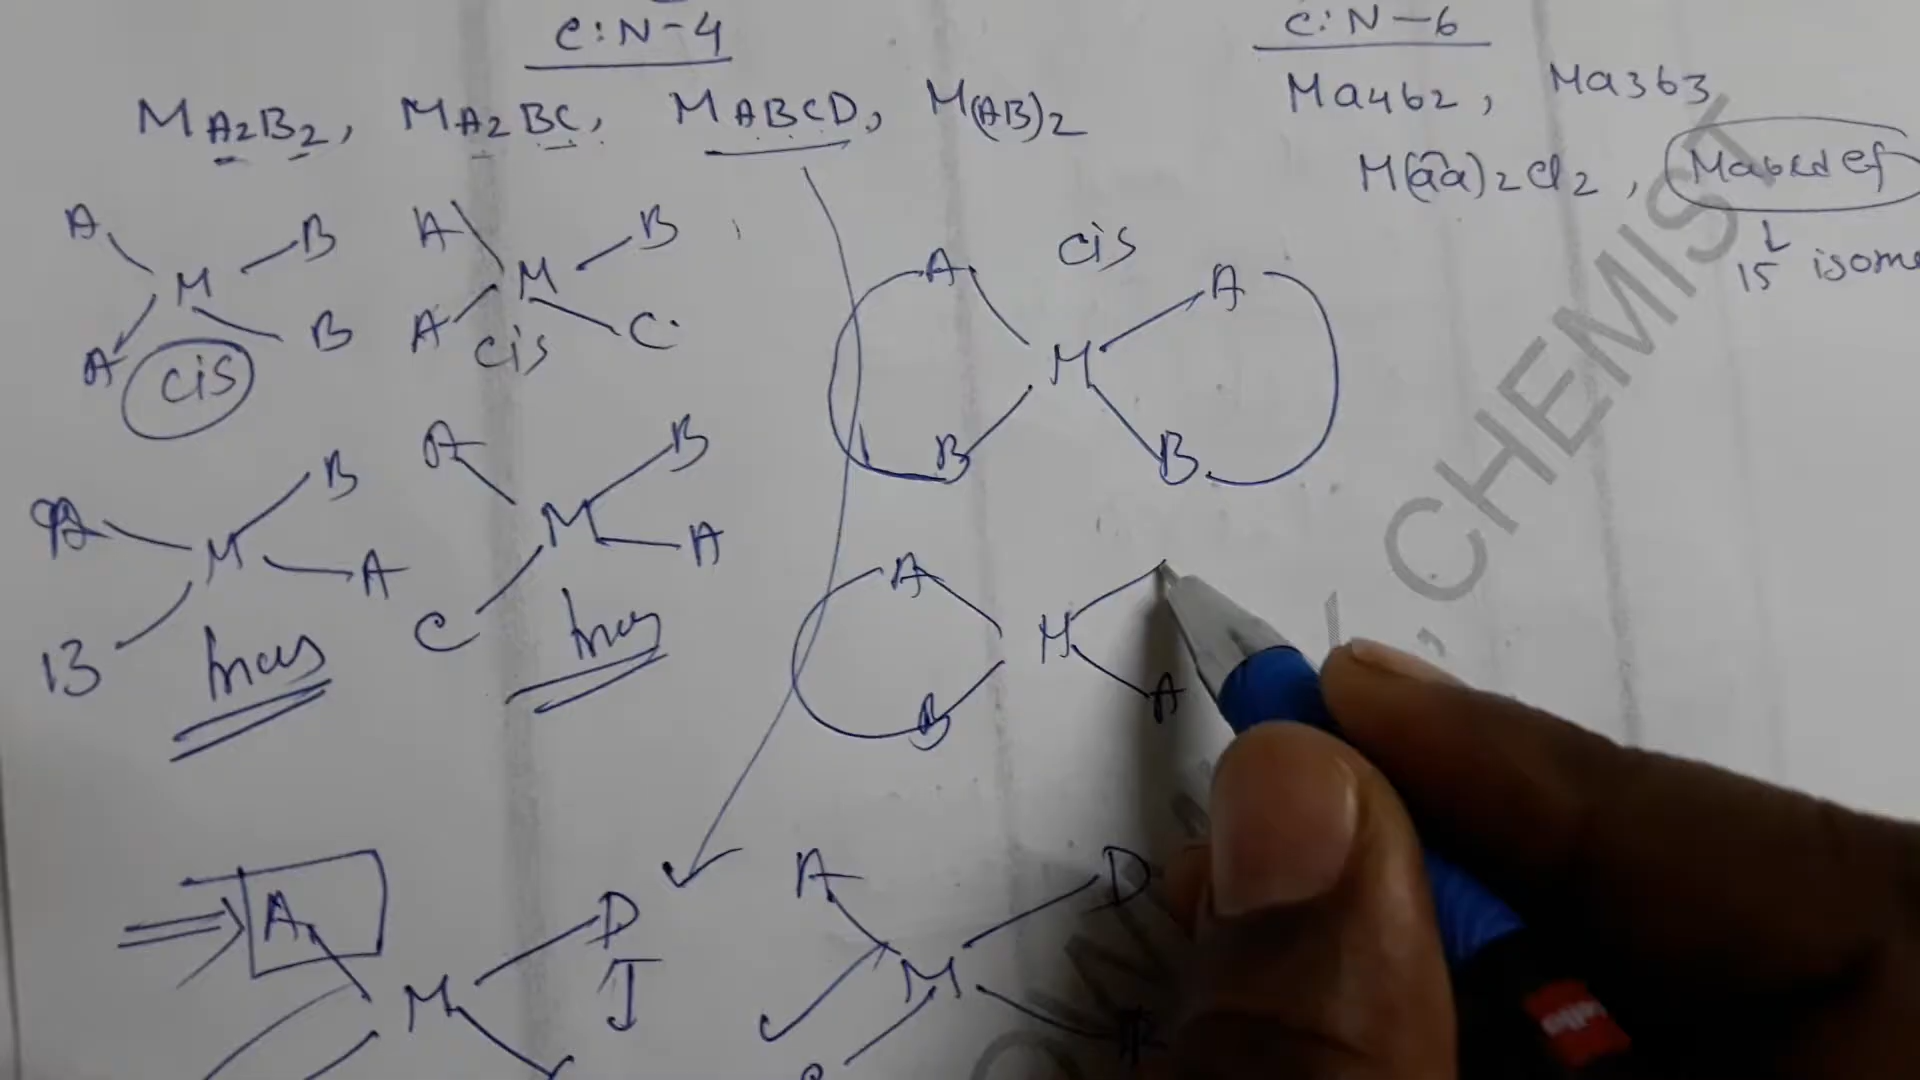 C:N-4
C:N-6
MA2B2, MA2BC, MABCD, M(AB)2
Ma4b2, Ma3b3
M(aa)2Cl2, Mabcdef
15 isome
A M B A B
cis
A M B A C
cis
cis
A M A B B
A M B A B
trans
A M B A C
trans
A M A B
A M D
A M D
CHEMIST